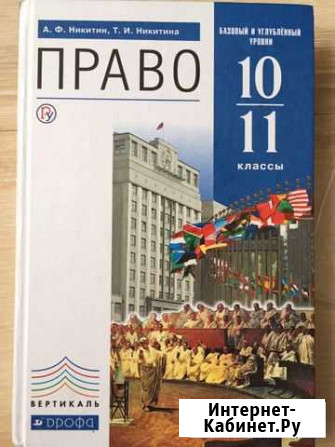 А. Ф. Никитин, Т. И. Никитина
БАЗОВЫЙ И УГЛУБЛЁННЫЙ
УРОВНИ
ПРАВО
10
11
классы
ВЕРТИКАЛЬ
ДРОФА
Интернет-
Кабинет.Ру